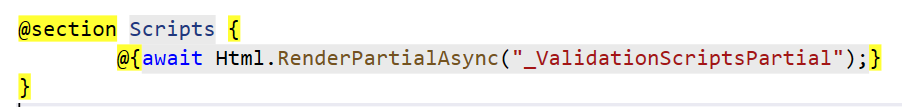 @section Scripts {
@{await Html.RenderPartialAsync("_ValidationScriptsPartial");}
}